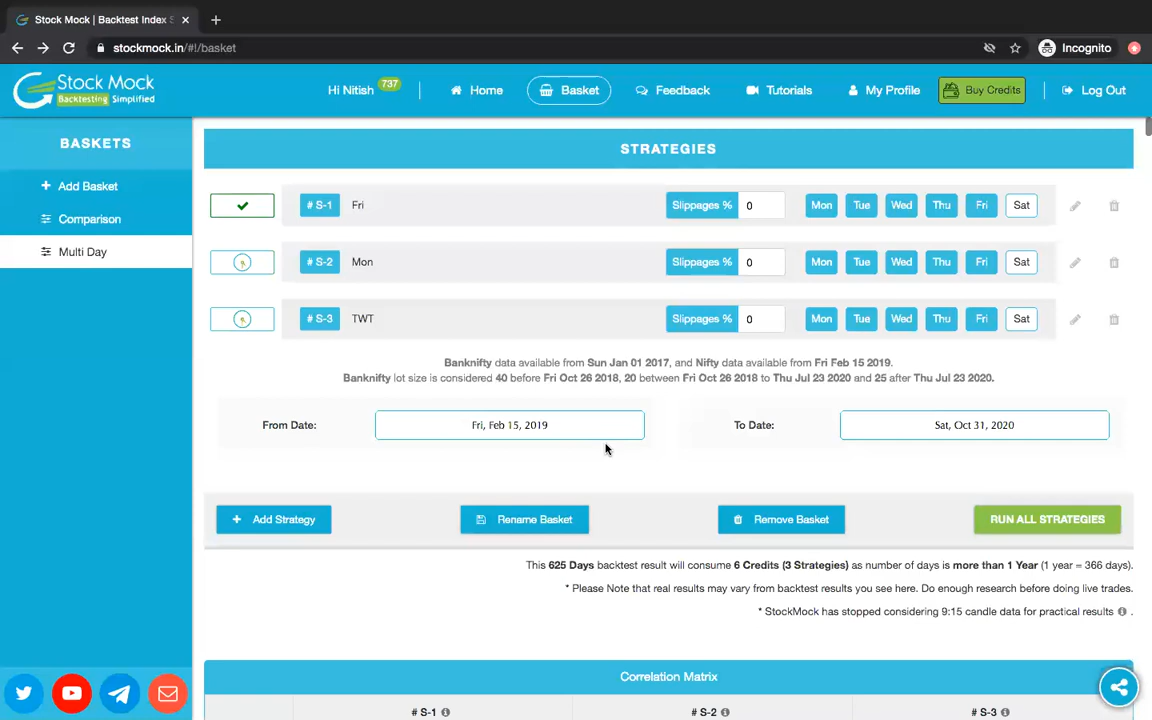 Stock Mock | Backtest Index S
stockmock.in/#!/basket
Incognito
Stock Mock
Backtesting Simplified
Hi Nitish 737
Home
Basket
Feedback
Tutorials
My Profile
Buy Credits
Log Out
BASKETS
Add Basket
Comparison
Multi Day
STRATEGIES
# S-1 Fri Slippages % 0 Mon Tue Wed Thu Fri Sat
# S-2 Mon Slippages % 0 Mon Tue Wed Thu Fri Sat
# S-3 TWT Slippages % 0 Mon Tue Wed Thu Fri Sat
Banknifty data available from Sun Jan 01 2017, and Nifty data available from Fri Feb 15 2019.
Banknifty lot size is considered 40 before Fri Oct 26 2018, 20 between Fri Oct 26 2018 to Thu Jul 23 2020 and 25 after Thu Jul 23 2020.
From Date: Fri, Feb 15, 2019 To Date: Sat, Oct 31, 2020
Add Strategy Rename Basket Remove Basket RUN ALL STRATEGIES
This 625 Days backtest result will consume 6 Credits (3 Strategies) as number of days is more than 1 Year (1 year = 366 days).
* Please Note that real results may vary from backtest results you see here. Do enough research before doing live trades.
* StockMock has stopped considering 9:15 candle data for practical results .
Correlation Matrix
# S-1 # S-2 # S-3